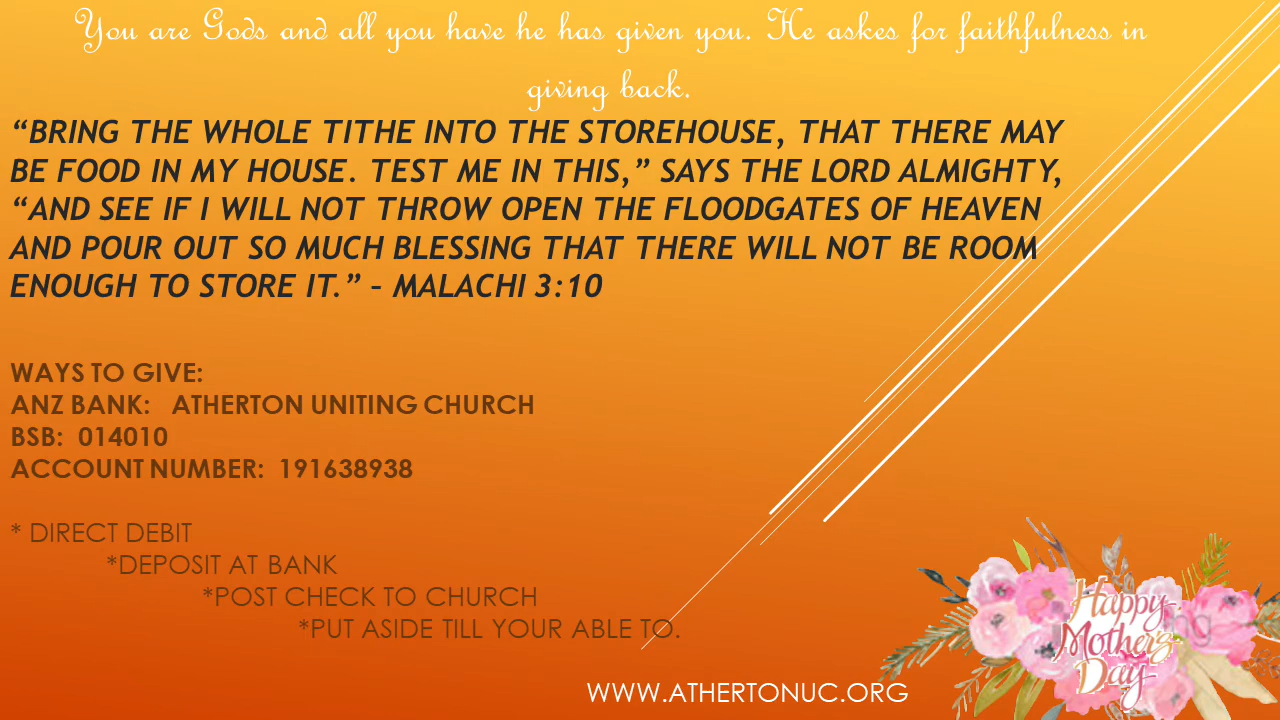 You are Gods and all you have he has given you. He askes for faithfulness in
giving back.
“BRING THE WHOLE TITHE INTO THE STOREHOUSE, THAT THERE MAY
BE FOOD IN MY HOUSE. TEST ME IN THIS,” SAYS THE LORD ALMIGHTY,
“AND SEE IF I WILL NOT THROW OPEN THE FLOODGATES OF HEAVEN
AND POUR OUT SO MUCH BLESSING THAT THERE WILL NOT BE ROOM
ENOUGH TO STORE IT.” – MALACHI 3:10
WAYS TO GIVE:
ANZ BANK: ATHERTON UNITING CHURCH
BSB: 014010
ACCOUNT NUMBER: 191638938
* DIRECT DEBIT
*DEPOSIT AT BANK
*POST CHECK TO CHURCH
*PUT ASIDE TILL YOUR ABLE TO.
Happy
Mothers
Day
WWW.ATHERTONUC.ORG